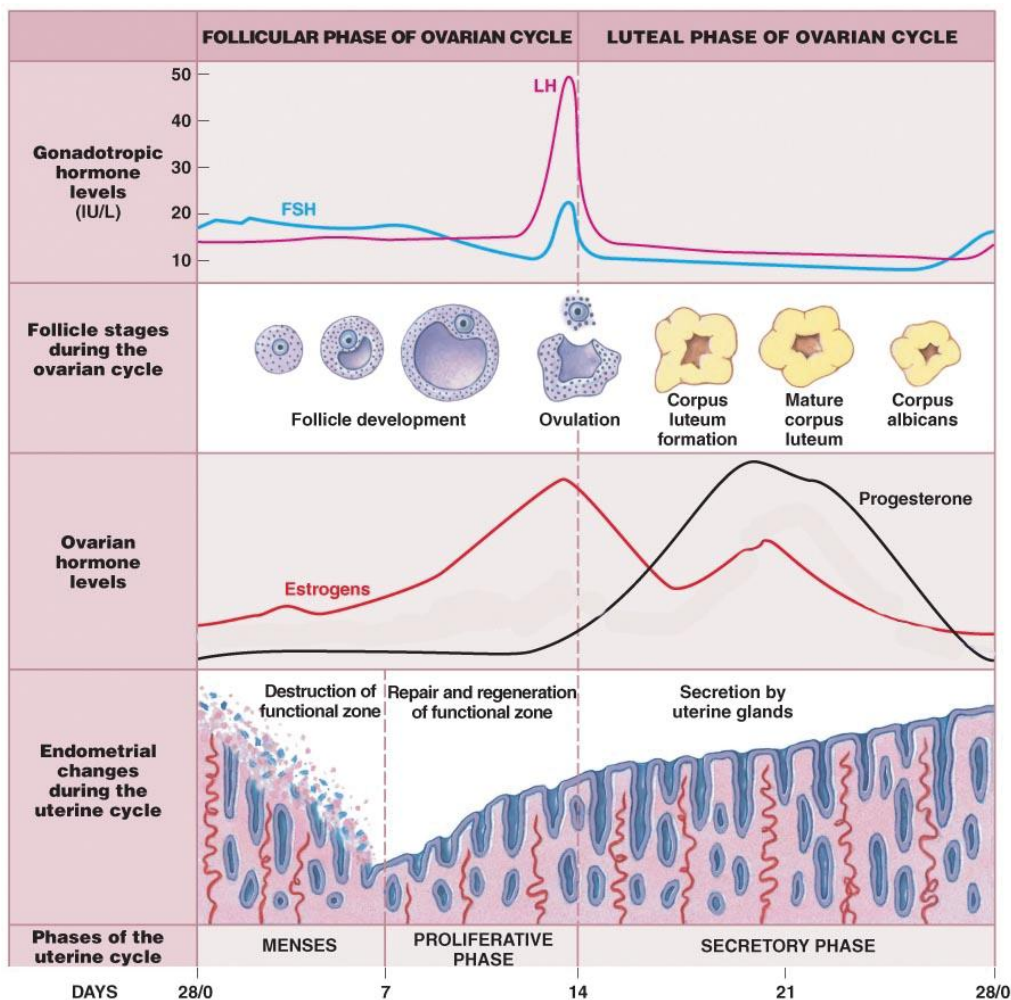 FOLLICULAR PHASE OF OVARIAN CYCLE
LUTEAL PHASE OF OVARIAN CYCLE
Gonadotropic
hormone
levels
(IU/L)
50
40
30
20
10
LH
FSH
Follicle stages
during the
ovarian cycle
Follicle development
Ovulation
Corpus
luteum
formation
Mature
corpus
luteum
Corpus
albicans
Ovarian
hormone
levels
Estrogens
Progesterone
Endometrial
changes
during the
uterine cycle
Destruction of
functional zone
Repair and regeneration
of functional zone
Secretion by
uterine glands
Phases of the
uterine cycle
MENSES
PROLIFERATIVE
PHASE
SECRETORY PHASE
DAYS 28/0 7 14 21 28/0